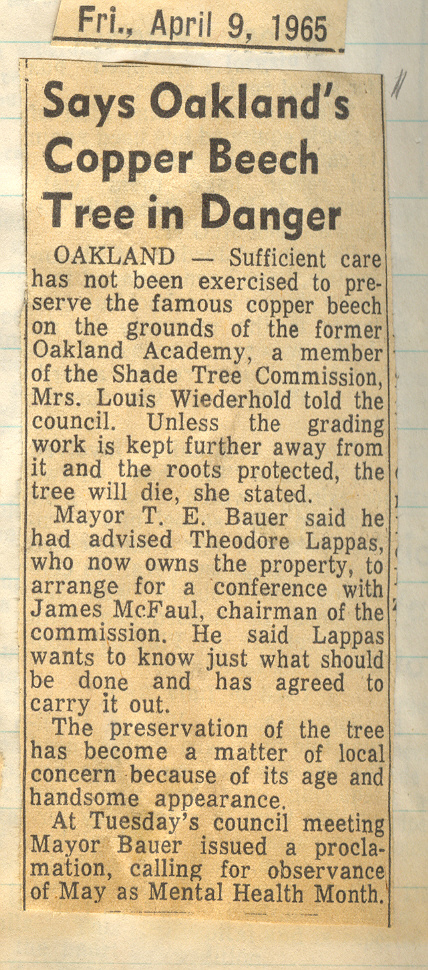 Fri., April 9, 1965
Says Oakland's
Copper Beech
Tree in Danger
OAKLAND — Sufficient care
has not been exercised to pre-
serve the famous copper beech
on the grounds of the former
Oakland Academy, a member
of the Shade Tree Commission,
Mrs. Louis Wiederhold told the
council. Unless the grading
work is kept further away from
it and the roots protected, the
tree will die, she stated.
Mayor T. E. Bauer said he
had advised Theodore Lappas,
who now owns the property, to
arrange for a conference with
James McFaul, chairman of the
commission. He said Lappas
wants to know just what should
be done and has agreed to
carry it out.
The preservation of the tree
has become a matter of local
concern because of its age and
handsome appearance.
At Tuesday's council meeting
Mayor Bauer issued a procla-
mation, calling for observance
of May as Mental Health Month.